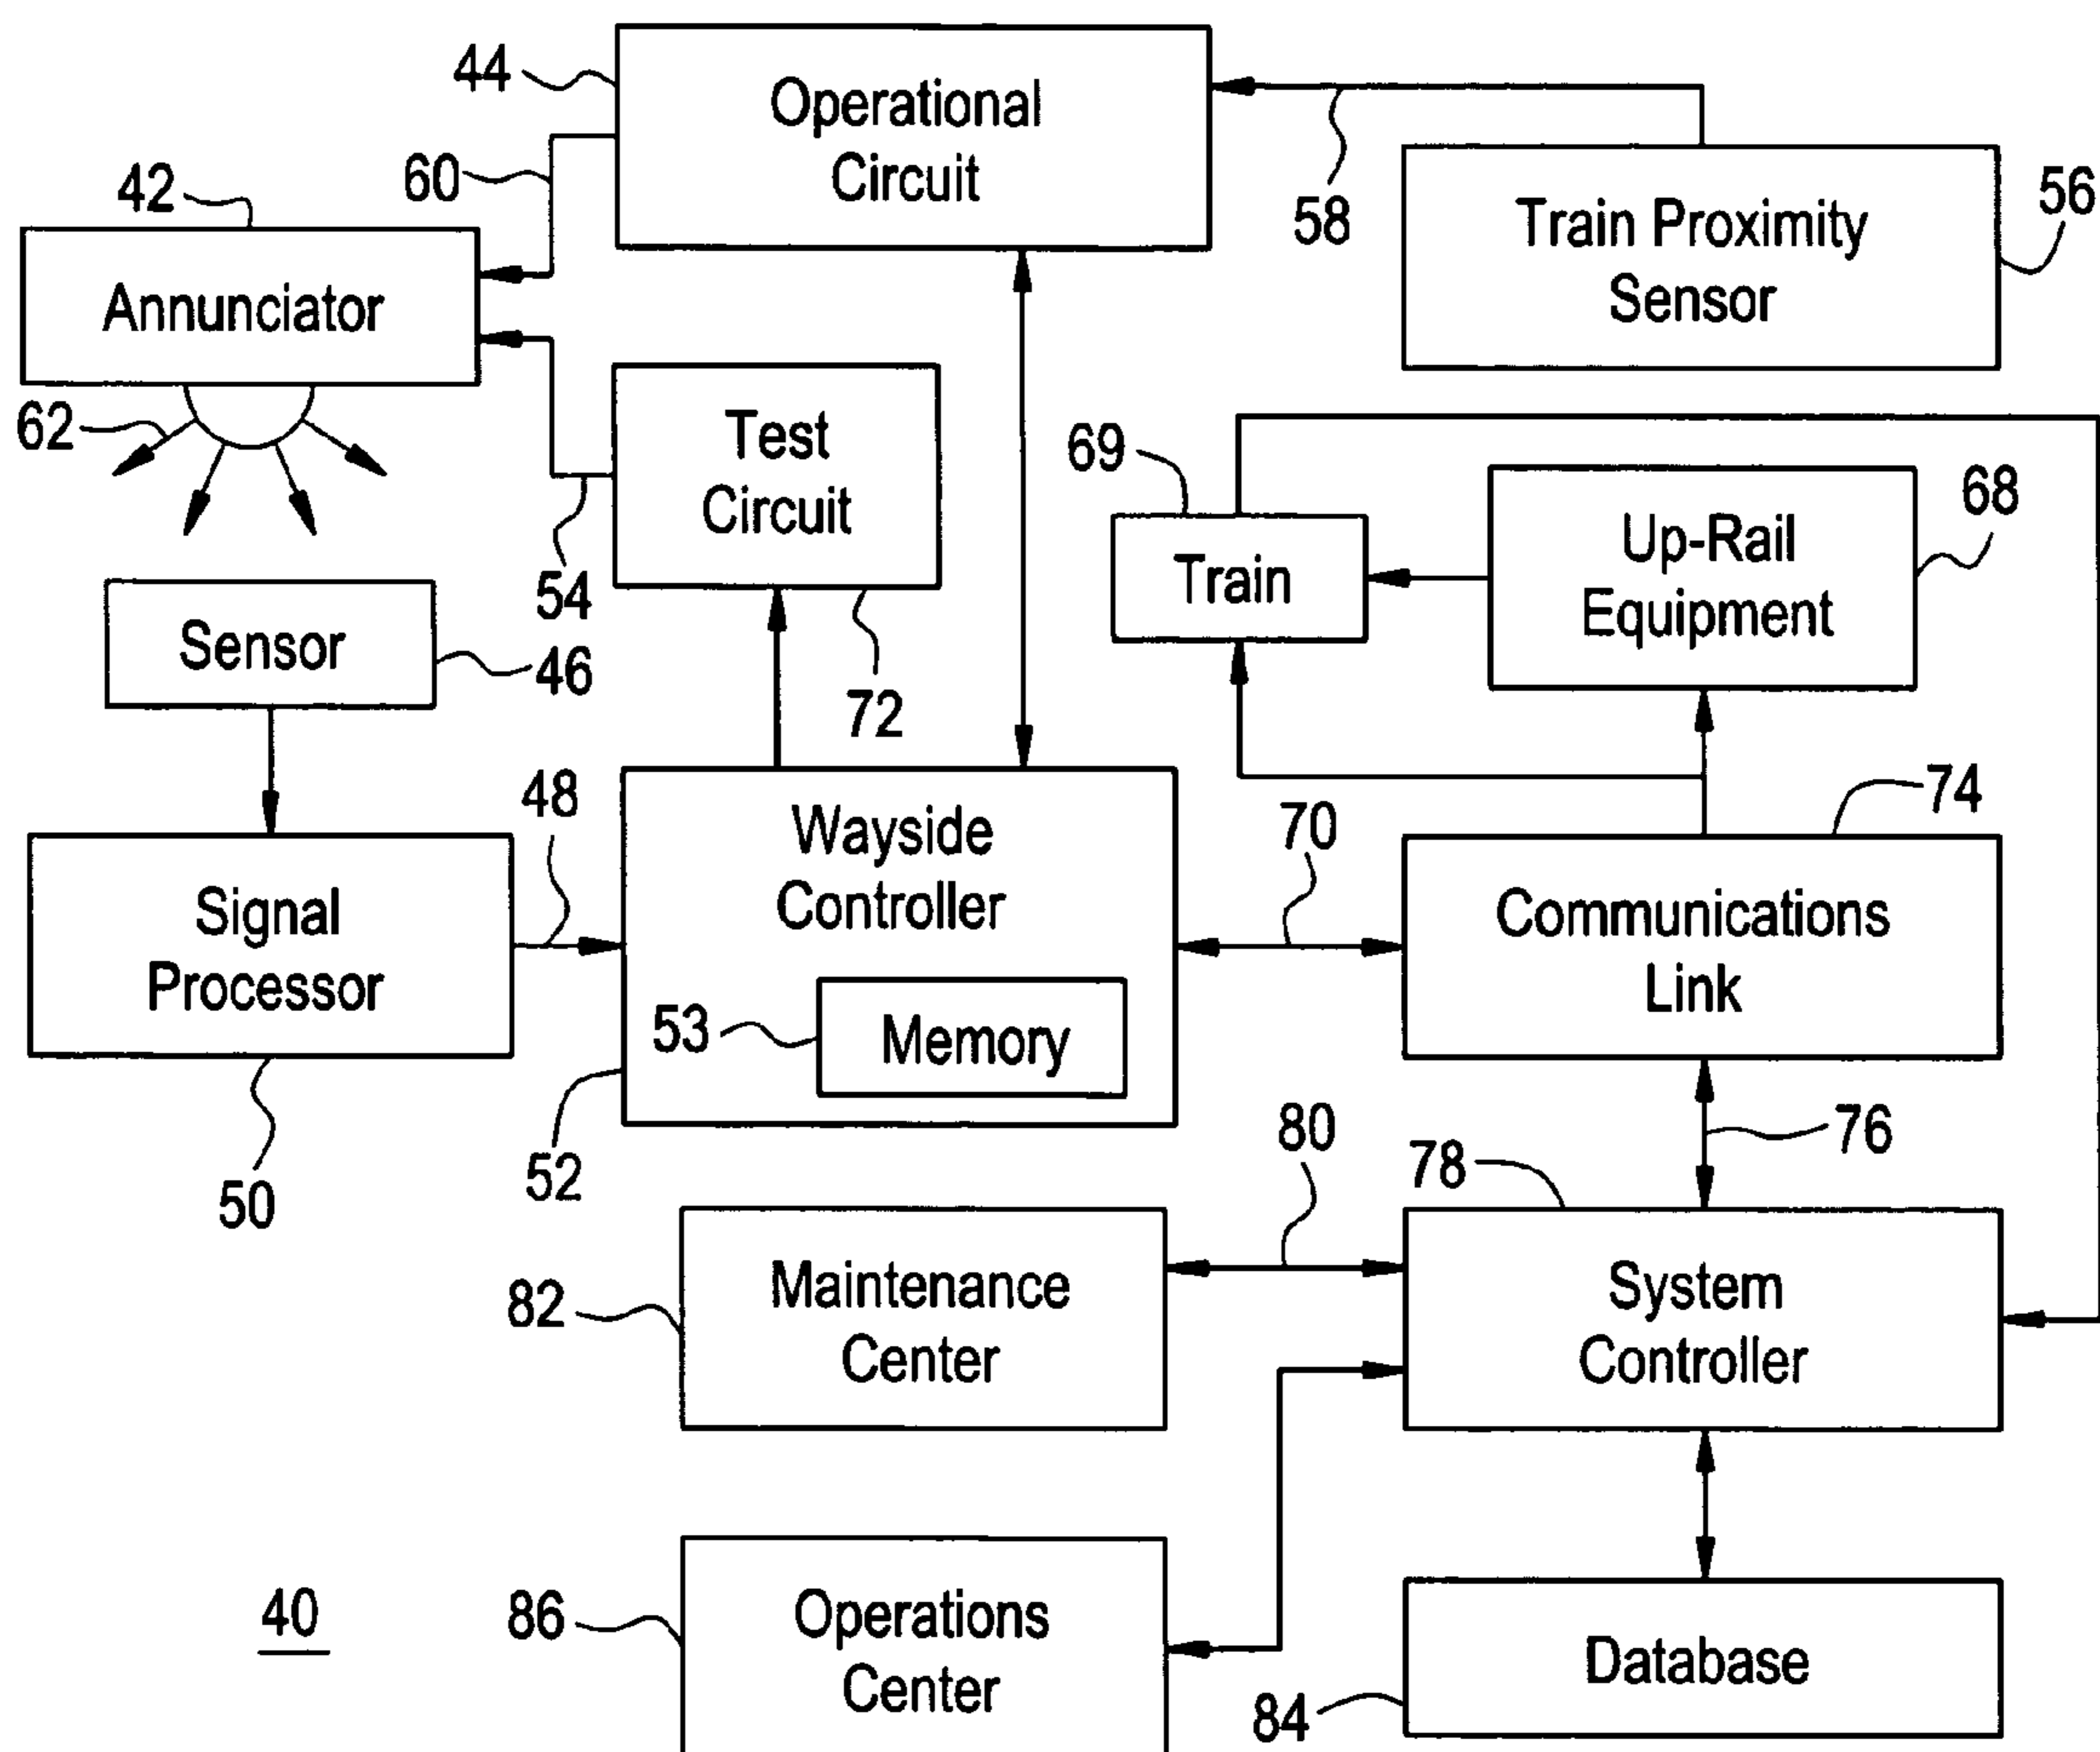 44
Operational
Circuit
58
Train Proximity
Sensor
56
60
42
Annunciator
62
Test
Circuit
54
72
69
Train
Up-Rail
Equipment
68
Sensor
46
Signal
Processor
50
48
Wayside
Controller
53
Memory
52
70
74
Communications
Link
76
80
78
System
Controller
82
Maintenance
Center
86
Operations
Center
84
Database
40